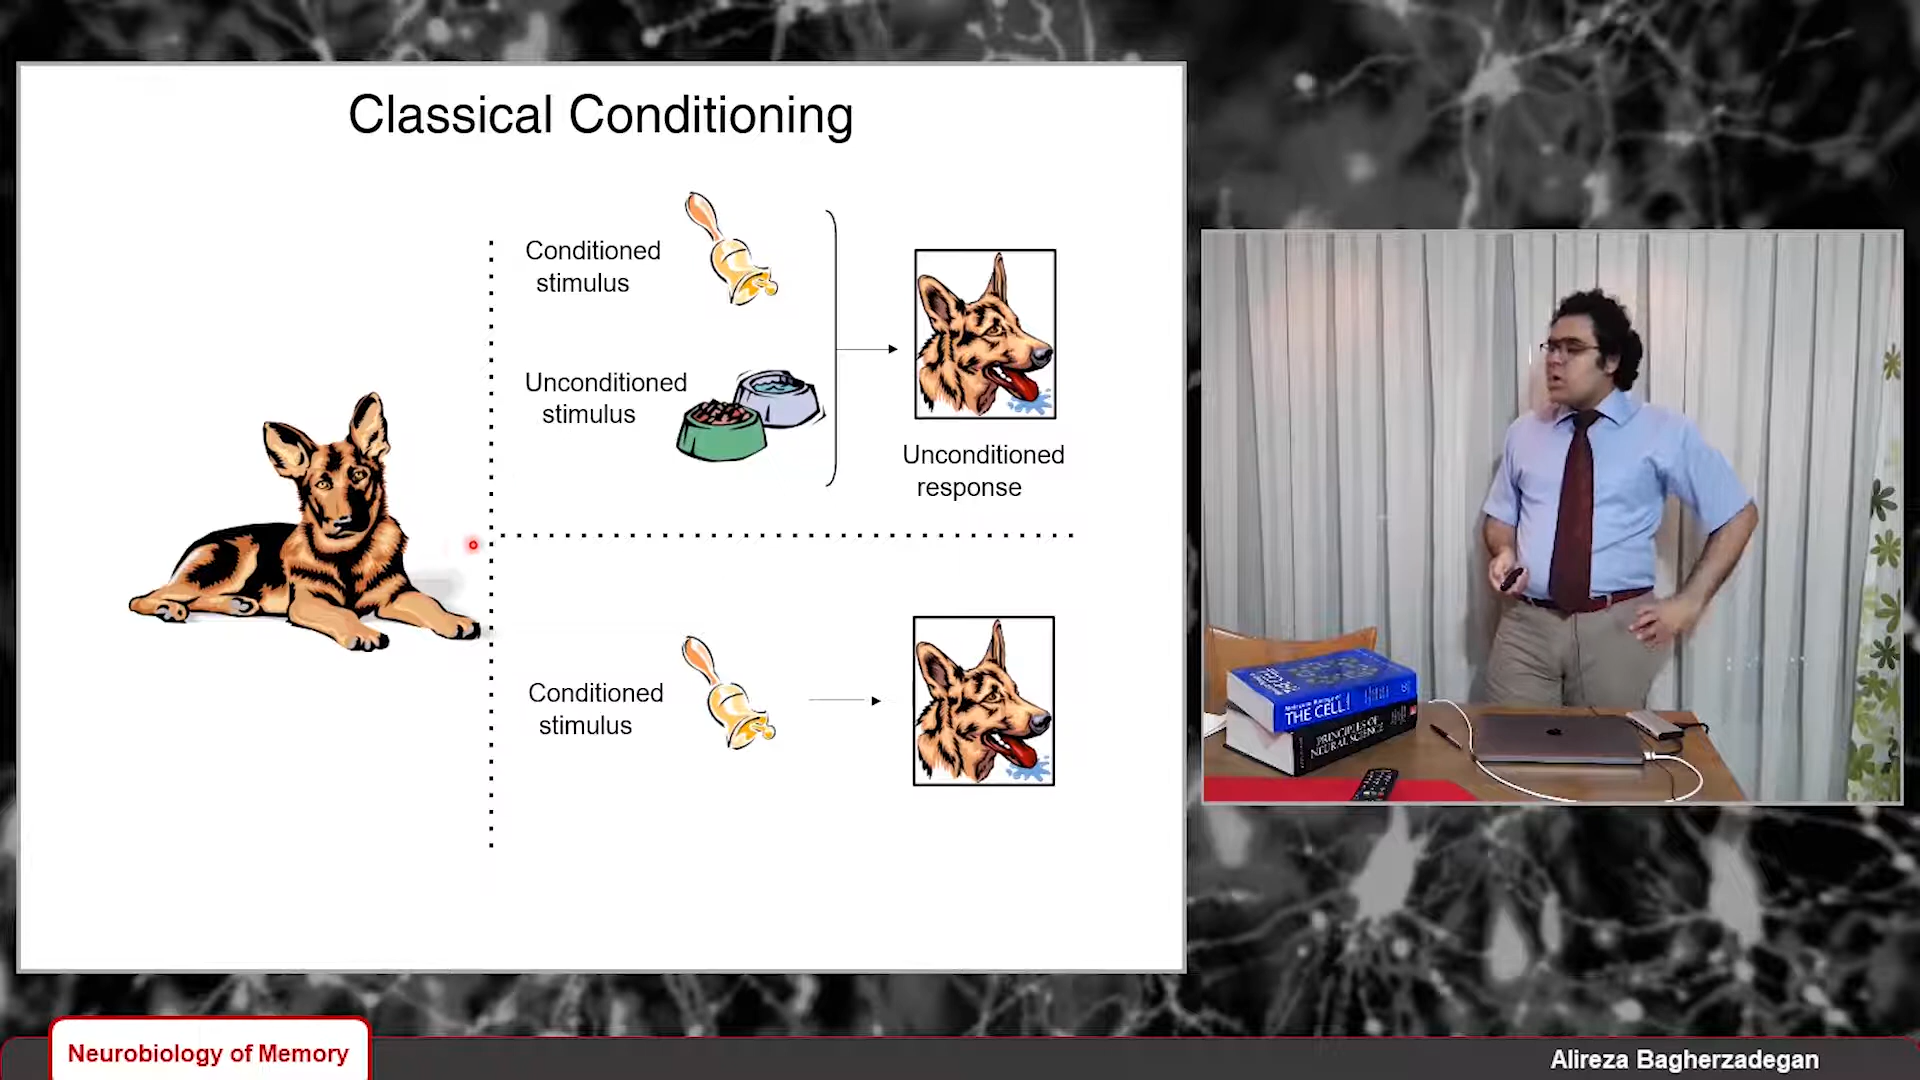 Classical Conditioning
Conditioned
stimulus
Unconditioned
stimulus
Unconditioned
response
Conditioned
stimulus
THE CELL
PRINCIPLES OF
NEURAL SCIENCE
Neurobiology of Memory
Alireza Bagherzadegan